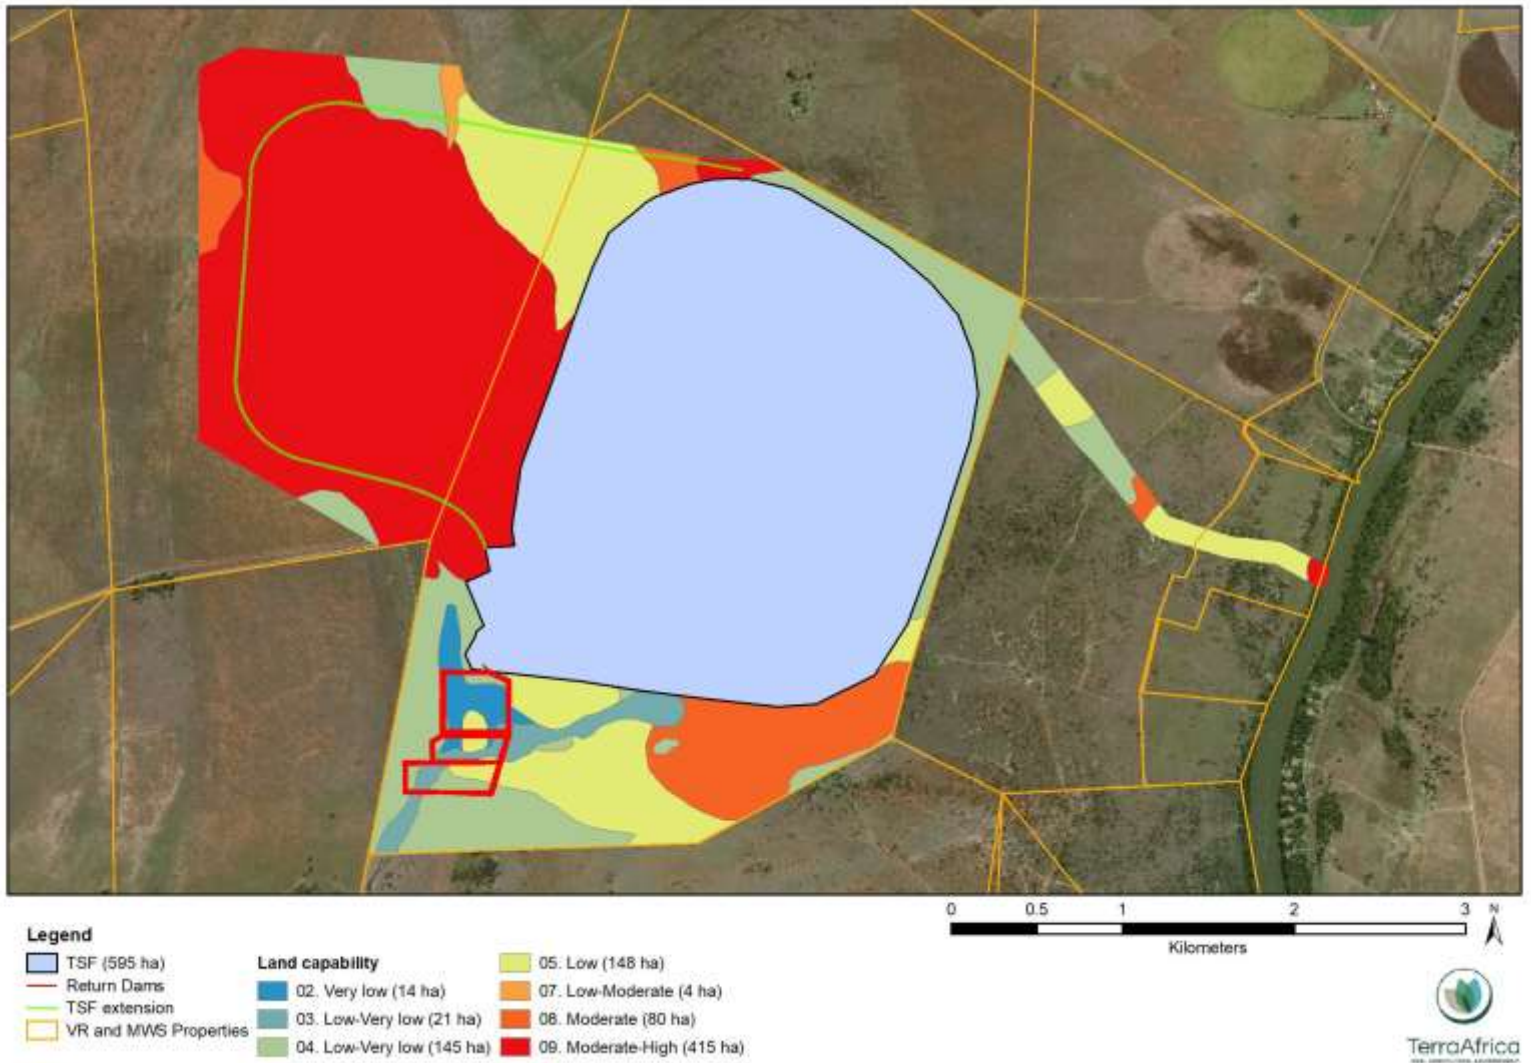 0 0.5 1 2 3
N
Kilometers
Legend
TSF (595 ha)
Return Dams
TSF extension
VR and MWS Properties
Land capability
02. Very low (14 ha)
03. Low-Very low (21 ha)
04. Low-Very low (145 ha)
05. Low (148 ha)
07. Low-Moderate (4 ha)
08. Moderate (80 ha)
09. Moderate-High (415 ha)
TerraAfrica